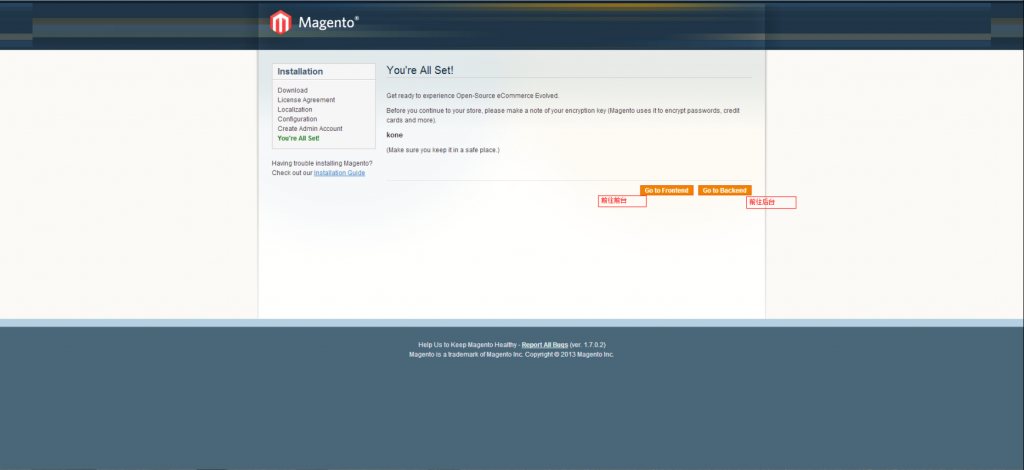 Magento®
Installation
Download
License Agreement
Localization
Configuration
Create Admin Account
You're All Set!
Having trouble installing Magento?
Check out our Installation Guide
You're All Set!
Get ready to experience Open-Source eCommerce Evolved.
Before you continue to your store, please make a note of your encryption key (Magento uses it to encrypt passwords, credit
cards and more).
kone
(Make sure you keep it in a safe place.)
Go to Frontend Go to Backend
前往前台 前往后台
Help Us to Keep Magento Healthy - Report All Bugs (ver. 1.7.0.2)
Magento is a trademark of Magento Inc. Copyright © 2013 Magento Inc.